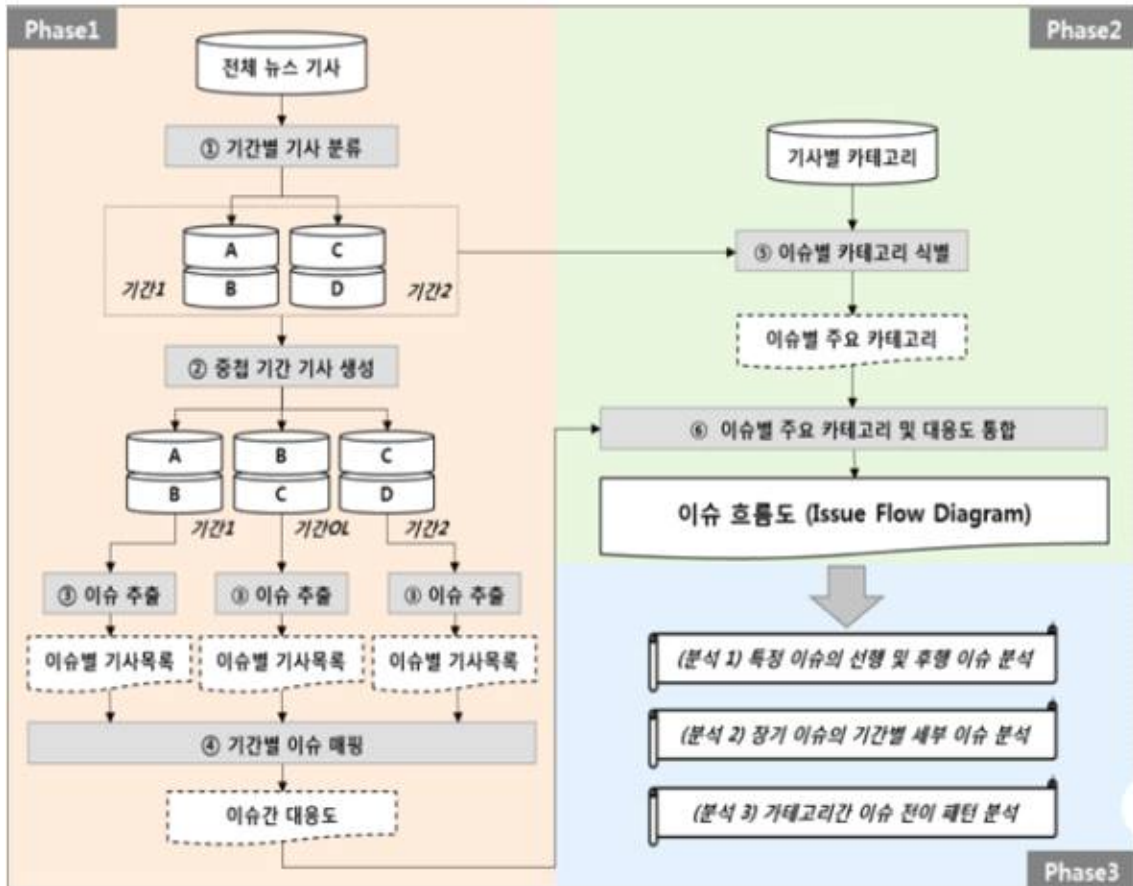 Phase1
전체 뉴스 기사
① 기간별 기사 분류
A
B
C
D
기간1
기간2
② 중첩 기간 기사 생성
A
B
B
C
C
D
기간1
기간OL
기간2
③ 이슈 추출
③ 이슈 추출
③ 이슈 추출
이슈별 기사목록
이슈별 기사목록
이슈별 기사목록
④ 기간별 이슈 매핑
이슈간 대응도
Phase2
기사별 카테고리
⑤ 이슈별 카테고리 식별
이슈별 주요 카테고리
⑥ 이슈별 주요 카테고리 및 대응도 통합
이슈 흐름도 (Issue Flow Diagram)
(분석 1) 특정 이슈의 선행 및 후행 이슈 분석
(분석 2) 장기 이슈의 기간별 세부 이슈 분석
(분석 3) 카테고리간 이슈 전이 패턴 분석
Phase3